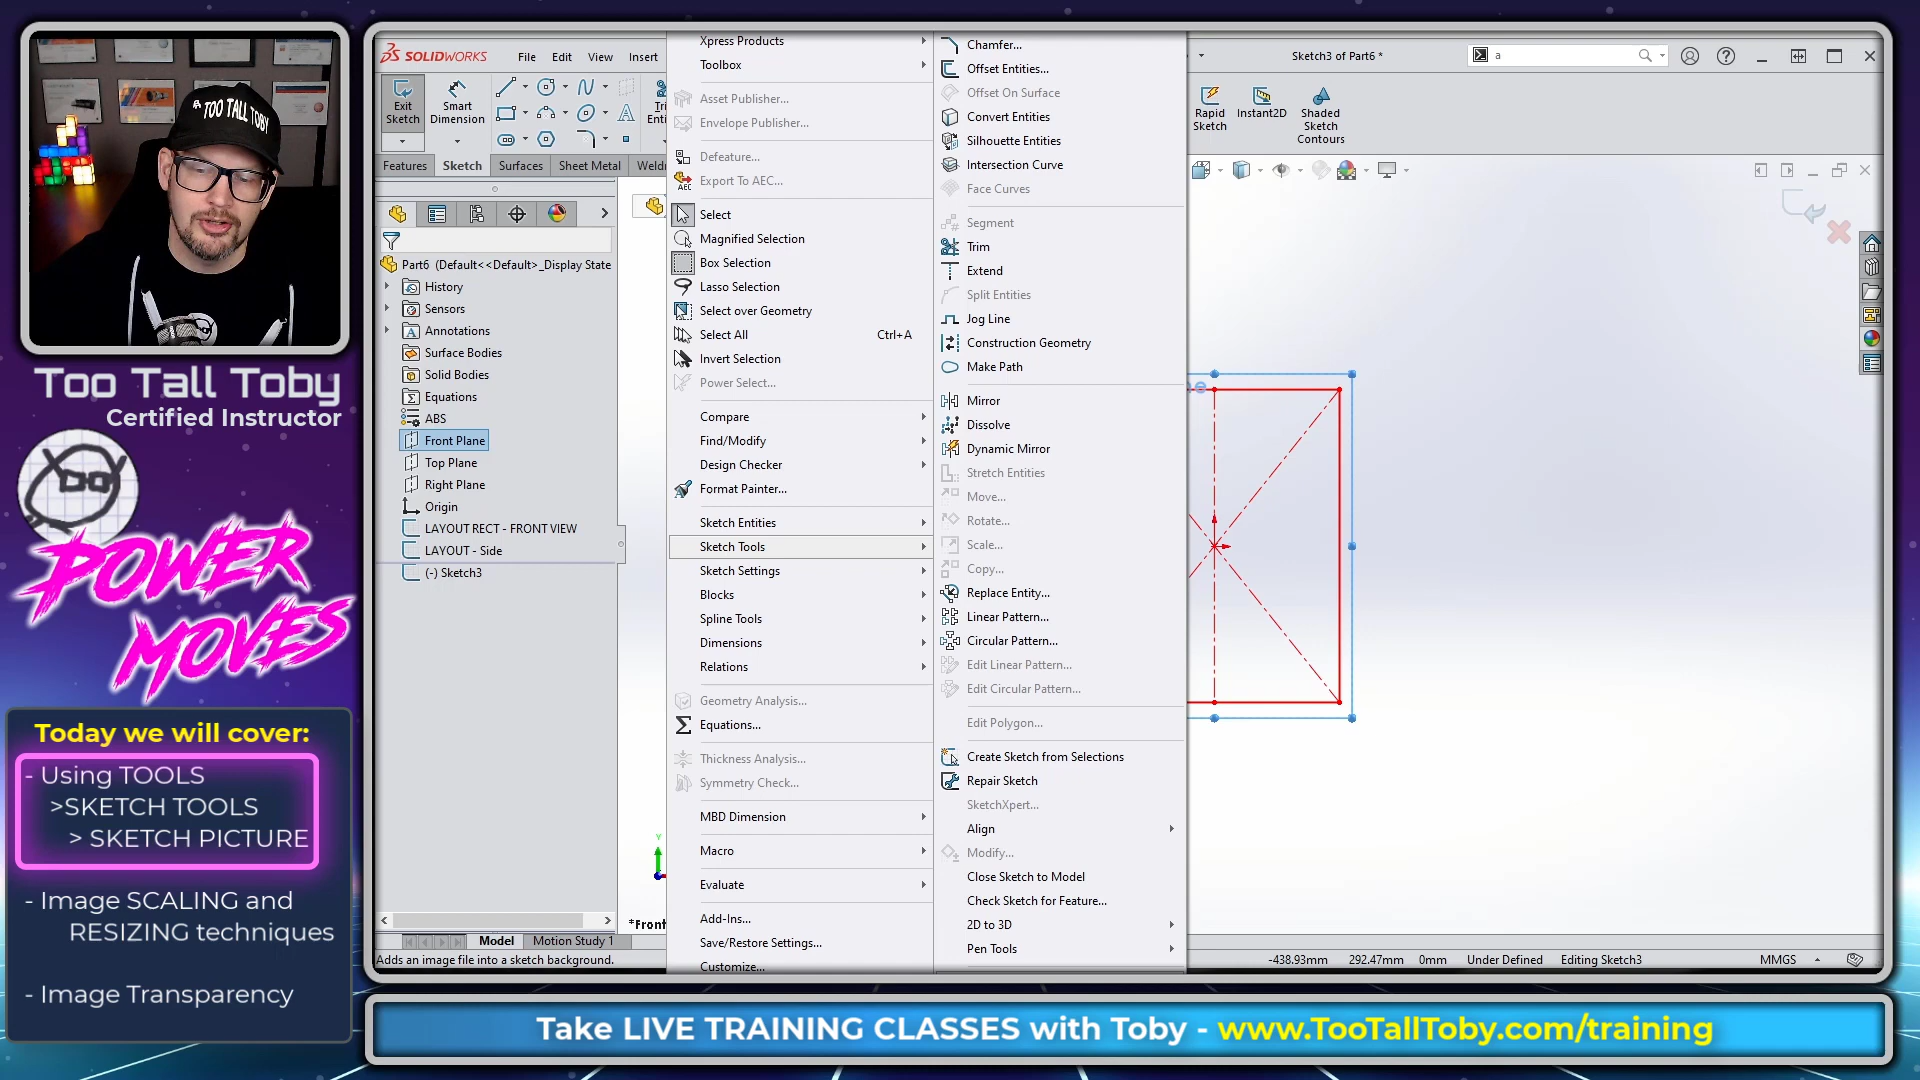 TOO TALL TOBY
Too Tall Toby
Certified Instructor
POWER
MOVES
Today we will cover:
- Using TOOLS
>SKETCH TOOLS
> SKETCH PICTURE
- Image SCALING and
RESIZING techniques
- Image Transparency
SOLIDWORKS
File Edit View Insert
Sketch3 of Part6 *
a
Exit
Sketch
Smart
Dimension
Tri
Enti
Rapid
Sketch
Instant2D
Shaded
Sketch
Contours
Features Sketch Surfaces Sheet Metal Weldr
Part6 (Default<<Default>_Display State
History
Sensors
Annotations
Surface Bodies
Solid Bodies
Equations
ABS
Front Plane
Top Plane
Right Plane
Origin
LAYOUT RECT - FRONT VIEW
LAYOUT - Side
(-) Sketch3
Xpress Products
Toolbox
Asset Publisher...
Envelope Publisher...
Defeature...
Export To AEC...
Select
Magnified Selection
Box Selection
Lasso Selection
Select over Geometry
Select All Ctrl+A
Invert Selection
Power Select...
Compare
Find/Modify
Design Checker
Format Painter...
Sketch Entities
Sketch Tools
Sketch Settings
Blocks
Spline Tools
Dimensions
Relations
Geometry Analysis...
Equations...
Thickness Analysis...
Symmetry Check...
MBD Dimension
Macro
Evaluate
Add-Ins...
Save/Restore Settings...
Customize...
Chamfer...
Offset Entities...
Offset On Surface
Convert Entities
Silhouette Entities
Intersection Curve
Face Curves
Segment
Trim
Extend
Split Entities
Jog Line
Construction Geometry
Make Path
Mirror
Dissolve
Dynamic Mirror
Stretch Entities
Move...
Rotate...
Scale...
Copy...
Replace Entity...
Linear Pattern...
Circular Pattern...
Edit Linear Pattern...
Edit Circular Pattern...
Edit Polygon...
Create Sketch from Selections
Repair Sketch
SketchXpert...
Align
Modify...
Close Sketch to Model
Check Sketch for Feature...
2D to 3D
Pen Tools
ne
Y
*Front
Model Motion Study 1
Adds an image file into a sketch background.
-438.93mm 292.47mm 0mm Under Defined Editing Sketch3 MMGS
Take LIVE TRAINING CLASSES with Toby - www.TooTallToby.com/training